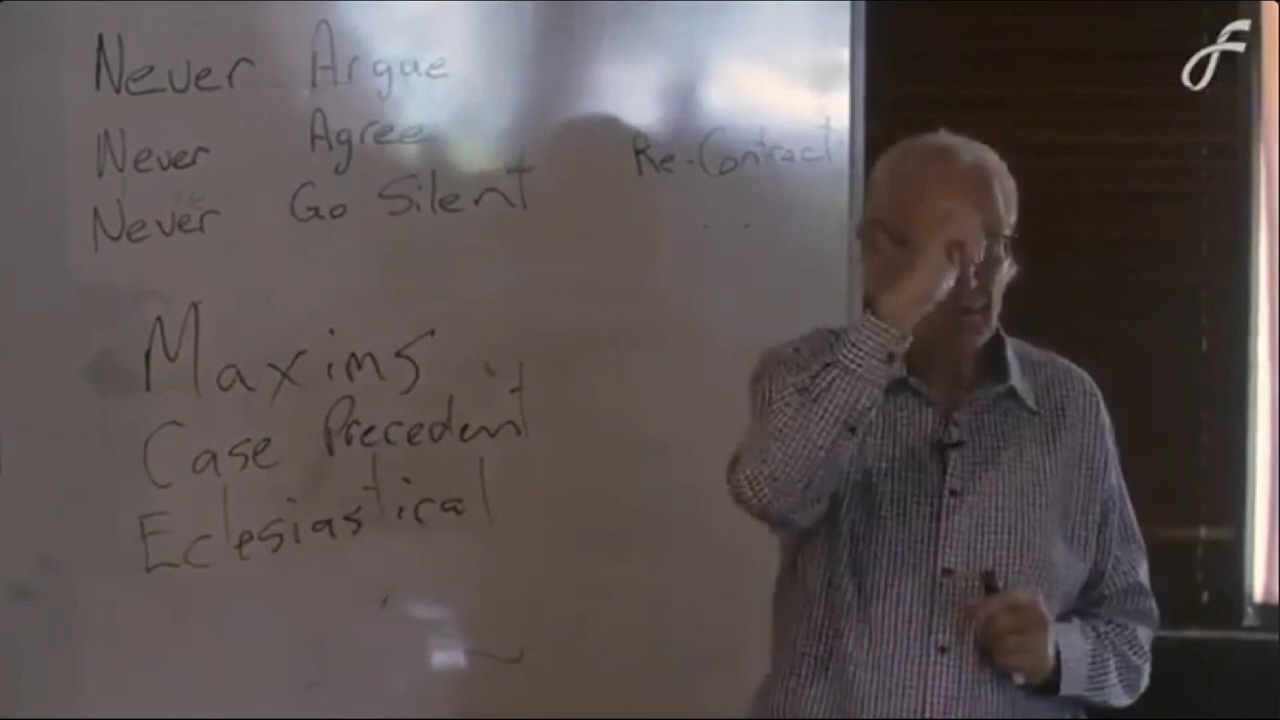 Never Argue
Never Agree
Re-Contract
Never Go Silent
Maxims
Case Precedent
Eclesiastical